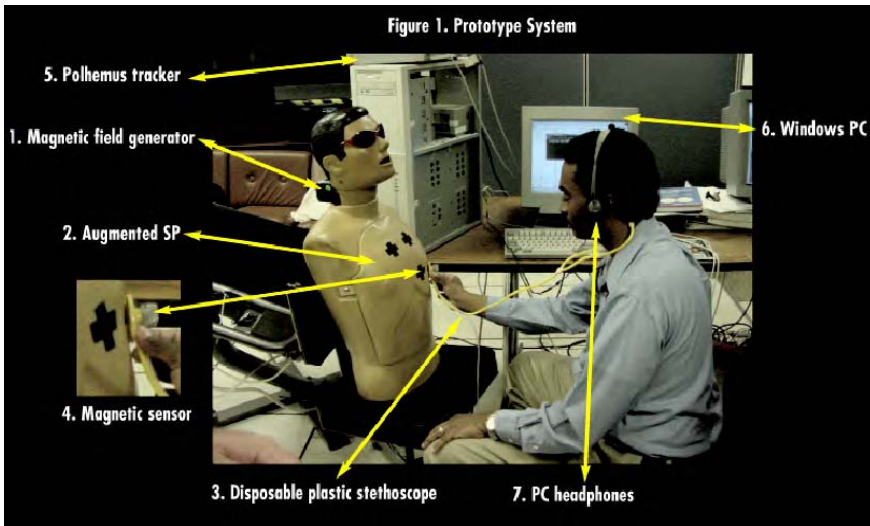 Figure 1. Prototype System
5. Polhemus tracker
1. Magnetic field generator
6. Windows PC
2. Augmented SP
4. Magnetic sensor
3. Disposable plastic stethoscope
7. PC headphones